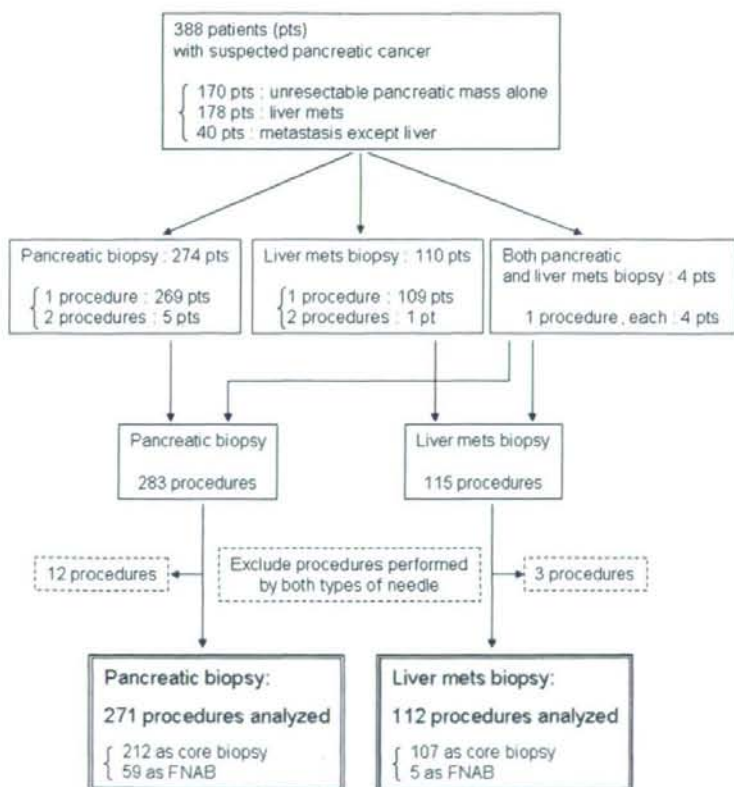 388 patients (pts)
with suspected pancreatic cancer
170 pts : unresectable pancreatic mass alone
178 pts : liver mets
40 pts : metastasis except liver
Pancreatic biopsy : 274 pts
1 procedure : 269 pts
2 procedures : 5 pts
Liver mets biopsy : 110 pts
1 procedure : 109 pts
2 procedures : 1 pt
Both pancreatic
and liver mets biopsy : 4 pts
1 procedure, each : 4 pts
Pancreatic biopsy
283 procedures
Liver mets biopsy
115 procedures
12 procedures
Exclude procedures performed
by both types of needle
3 procedures
Pancreatic biopsy:
271 procedures analyzed
212 as core biopsy
59 as FNAB
Liver mets biopsy:
112 procedures analyzed
107 as core biopsy
5 as FNAB